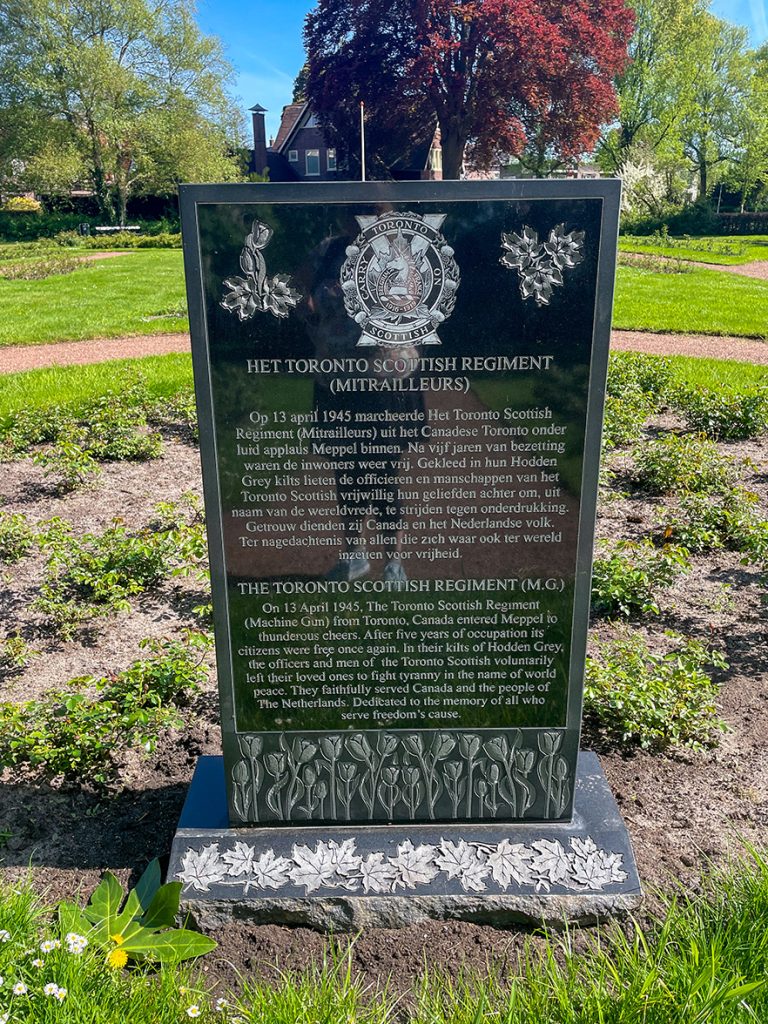 TORONTO
CARRY ON
SCOTTISH
HET TORONTO SCOTTISH REGIMENT
(MITRAILLEURS)
Op 13 april 1945 marcheerde Het Toronto Scottish
Regiment (Mitrailleurs) uit het Canadese Toronto onder
luid applaus Meppel binnen. Na vijf jaren van bezetting
waren de inwoners weer vrij. Gekleed in hun Hodden
Grey kilts lieten de officieren en manschappen van het
Toronto Scottish vrijwillig hun geliefden achter om, uit
naam van de wereldvrede, te strijden tegen onderdrukking.
Getrouw dienden zij Canada en het Nederlandse volk.
Ter nagedachtenis van allen die zich waar ook ter wereld
inzetten voor vrijheid.
THE TORONTO SCOTTISH REGIMENT (M.G.)
On 13 April 1945, The Toronto Scottish Regiment
(Machine Gun) from Toronto, Canada entered Meppel to
thunderous cheers. After five years of occupation its
citizens were free once again. In their kilts of Hodden Grey,
the officers and men of the Toronto Scottish voluntarily
left their loved ones to fight tyranny in the name of world
peace. They faithfully served Canada and the people of
The Netherlands. Dedicated to the memory of all who
serve freedom's cause.